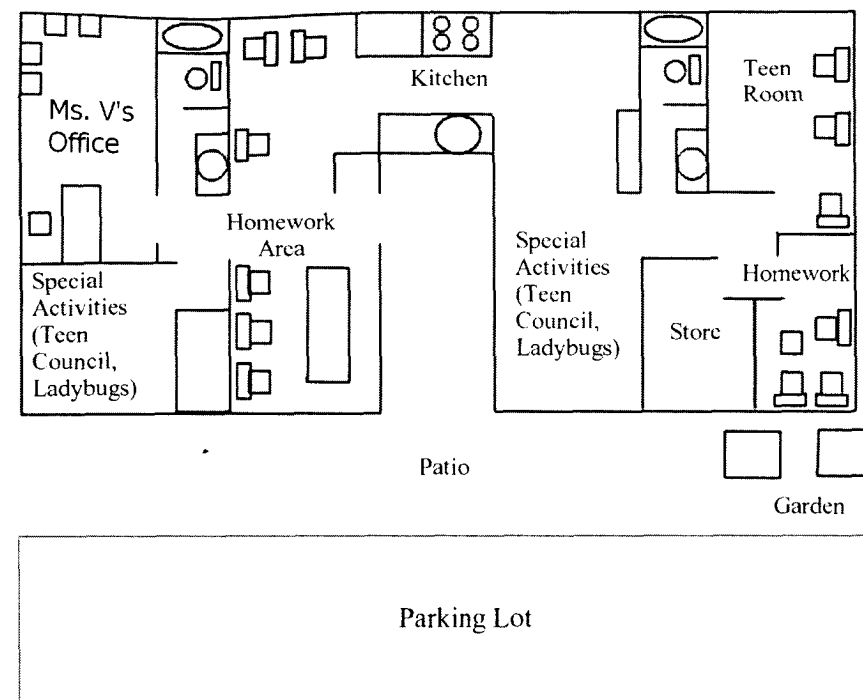 Ms. V's
Office
Kitchen
Teen
Room
Homework
Area
Special
Activities
(Teen
Council,
Ladybugs)
Special
Activities
(Teen
Council,
Ladybugs)
Homework
Store
Patio
Garden
Parking Lot